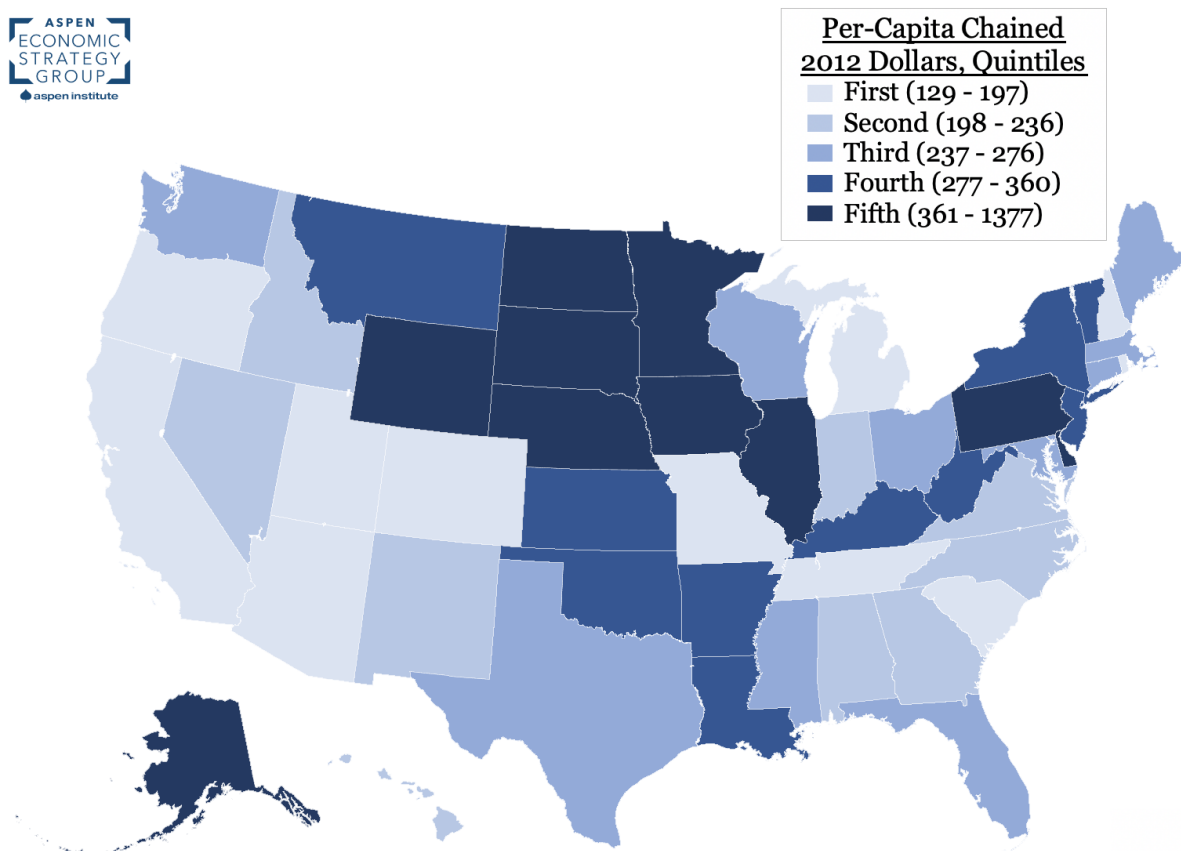 ASPEN
ECONOMIC
STRATEGY
GROUP
aspen institute
Per-Capita Chained
2012 Dollars, Quintiles
First (129 - 197)
Second (198 - 236)
Third (237 - 276)
Fourth (277 - 360)
Fifth (361 - 1377)